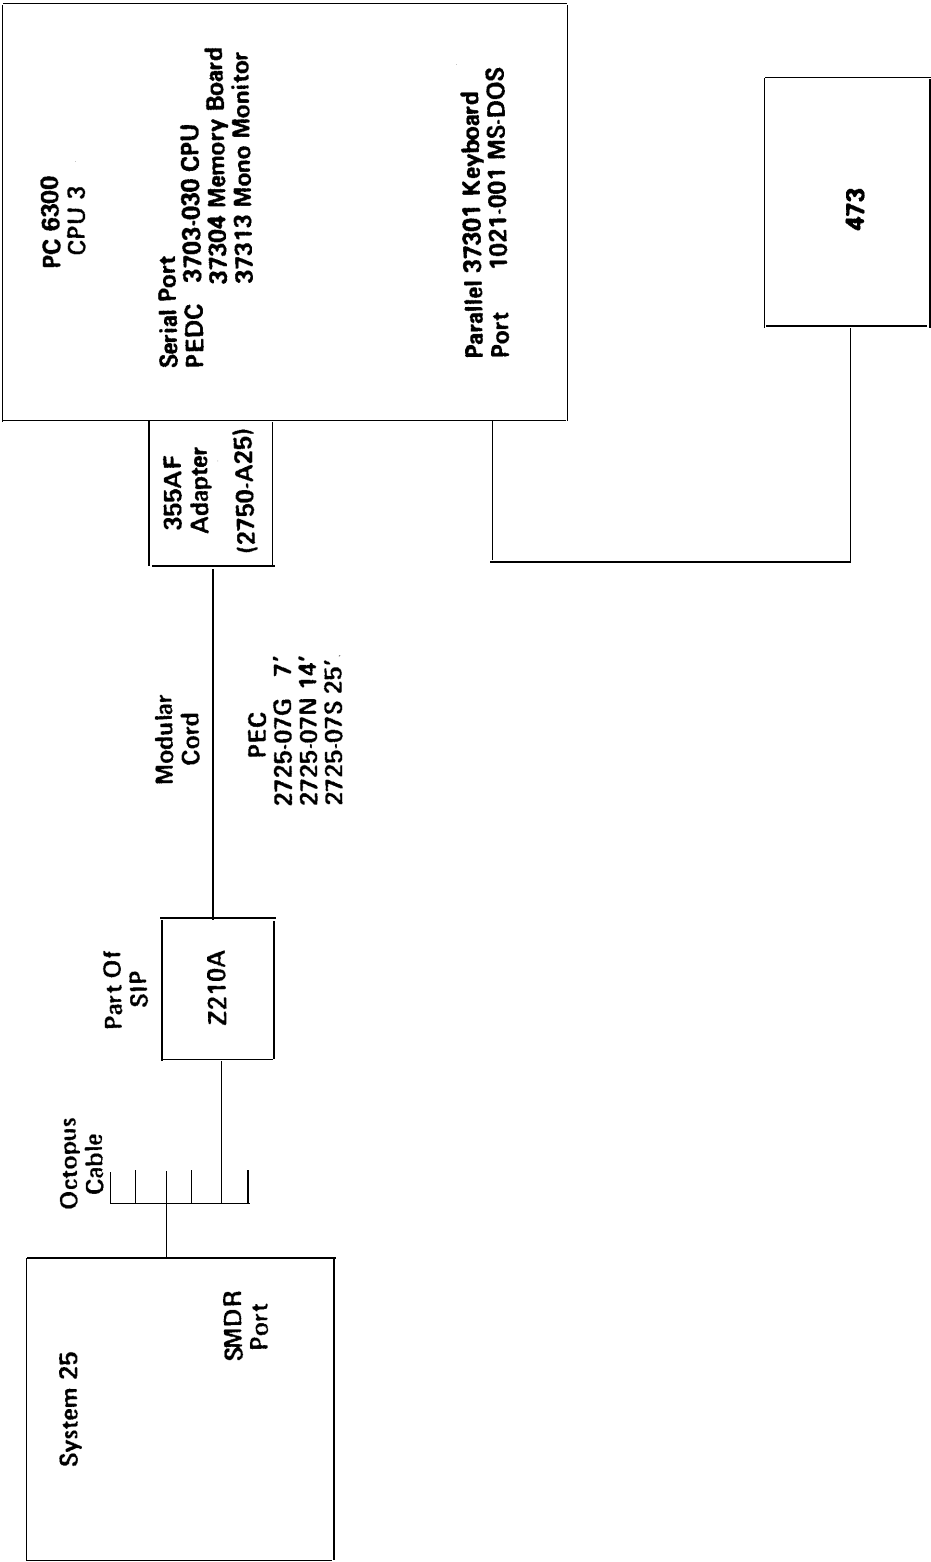 System 25
SMDR
Port
Octopus
Cable
Part Of
SIP
Z210A
Modular
Cord
PEC
2725-07G 7′
2725-07N 14′
2725-07S 25′
355AF
Adapter
(2750-A25)
PC 6300
CPU 3
Serial Port
PEDC 3703-030 CPU
37304 Memory Board
37313 Mono Monitor
Parallel 37301 Keyboard
Port 1021-001 MS-DOS
473